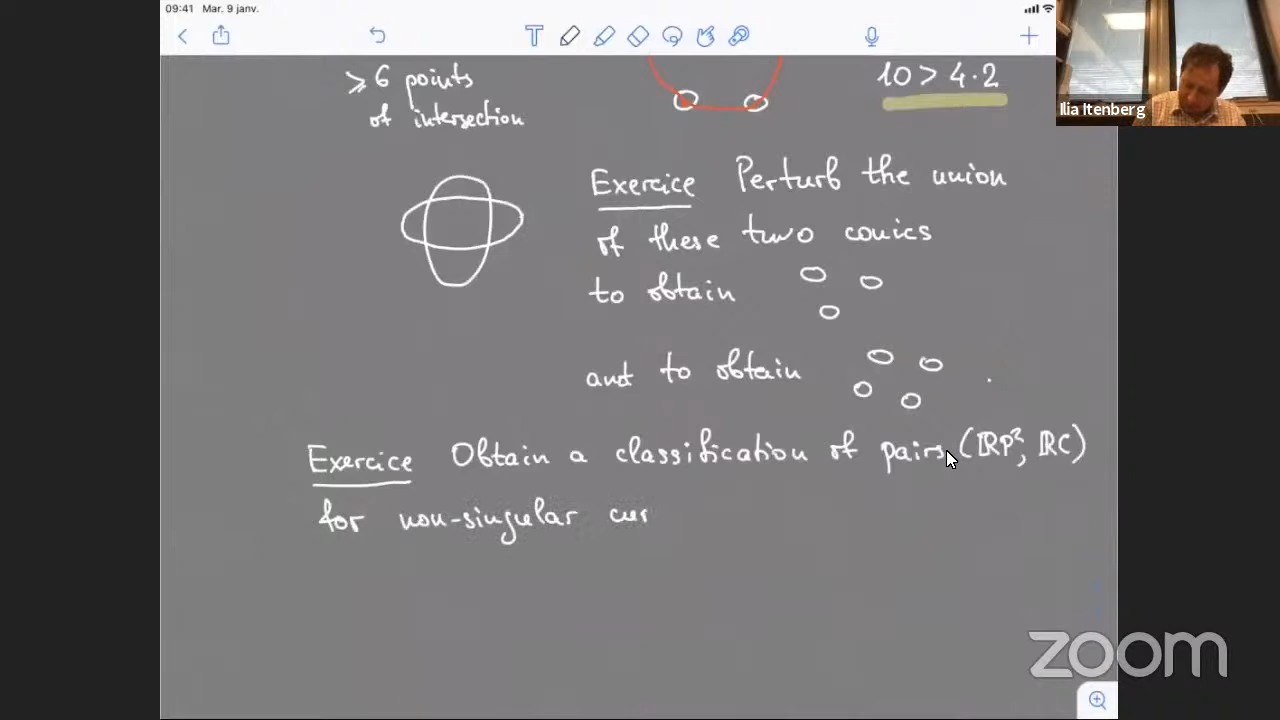 09:41 Mar. 9 janv.
⩾ 6 points
of intersection
10 > 4·2
Ilia Itenberg
Exercice Perturb the union
of these two conics
to obtain
and to obtain .
Exercice Obtain a classification of pairs (ℝP², ℝC)
for non-singular cur
zoom